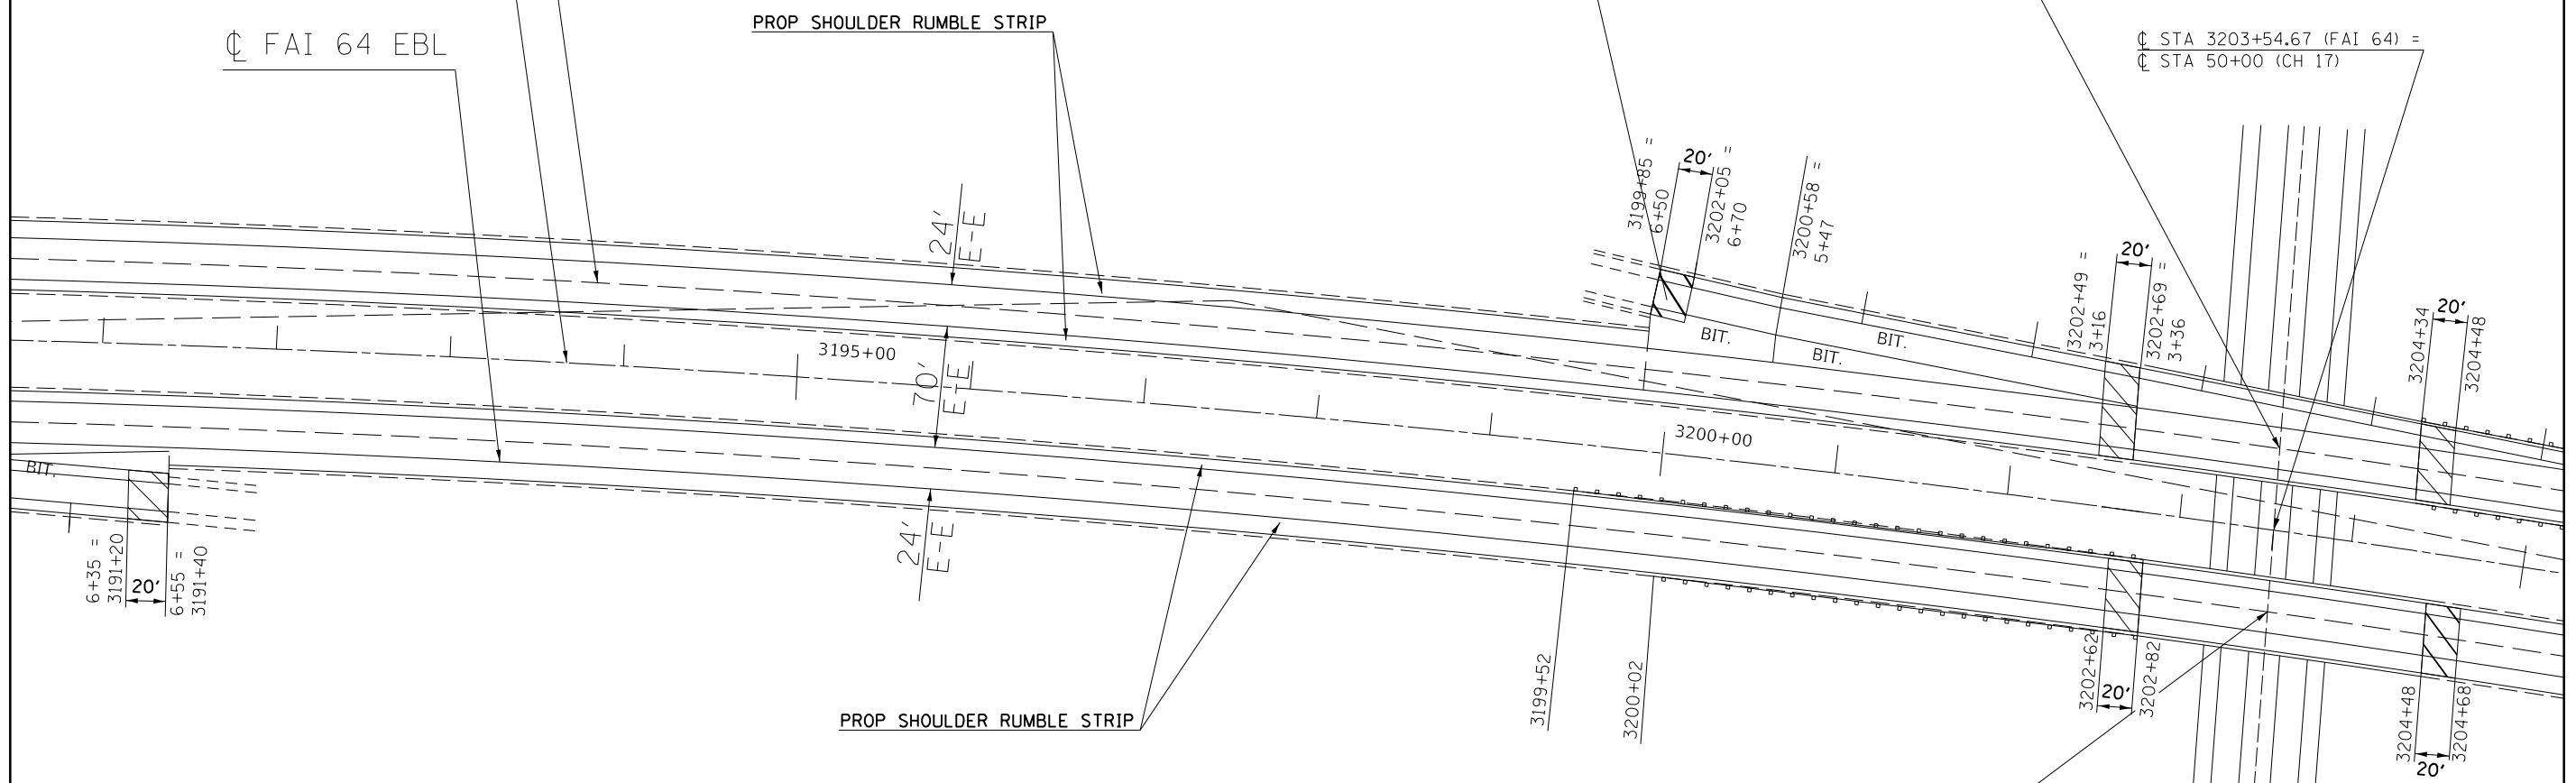 PROP SHOULDER RUMBLE STRIP
℄ FAI 64 EBL
℄ STA 3203+54.67 (FAI 64) =
℄ STA 50+00 (CH 17)
24'
E-E
3199+85 =
6+50
20'
3202+05 =
6+70
3200+58 =
5+47
BIT.
BIT.
BIT.
3202+49 =
3+16
20'
3202+69 =
3+36
3204+34
20'
3204+48
3195+00
70'
E-E
3200+00
BIT.
6+35 =
3191+20
20'
6+55 =
3191+40
24'
E-E
3199+52
3200+02
3202+62
20'
3202+82
3204+48
20'
3204+68
PROP SHOULDER RUMBLE STRIP